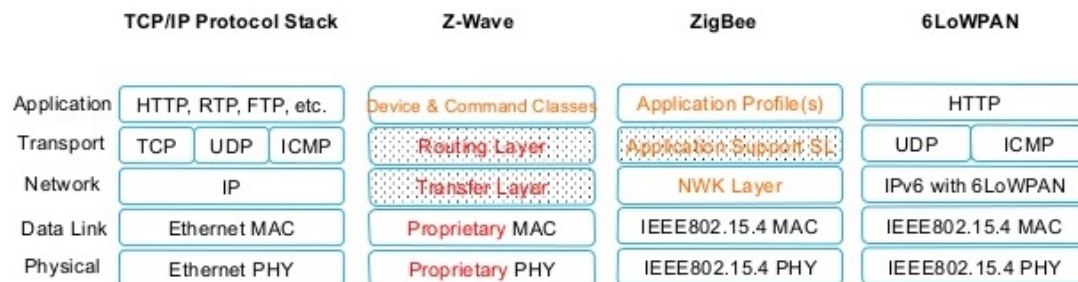 TCP/IP Protocol Stack Z-Wave ZigBee 6LoWPAN
Application HTTP, RTP, FTP, etc. Device & Command Classes Application Profile(s) HTTP
Transport TCP UDP ICMP Routing Layer Application Support SL UDP ICMP
Network IP Transfer Layer NWK Layer IPv6 with 6LoWPAN
Data Link Ethernet MAC Proprietary MAC IEEE802.15.4 MAC IEEE802.15.4 MAC
Physical Ethernet PHY Proprietary PHY IEEE802.15.4 PHY IEEE802.15.4 PHY